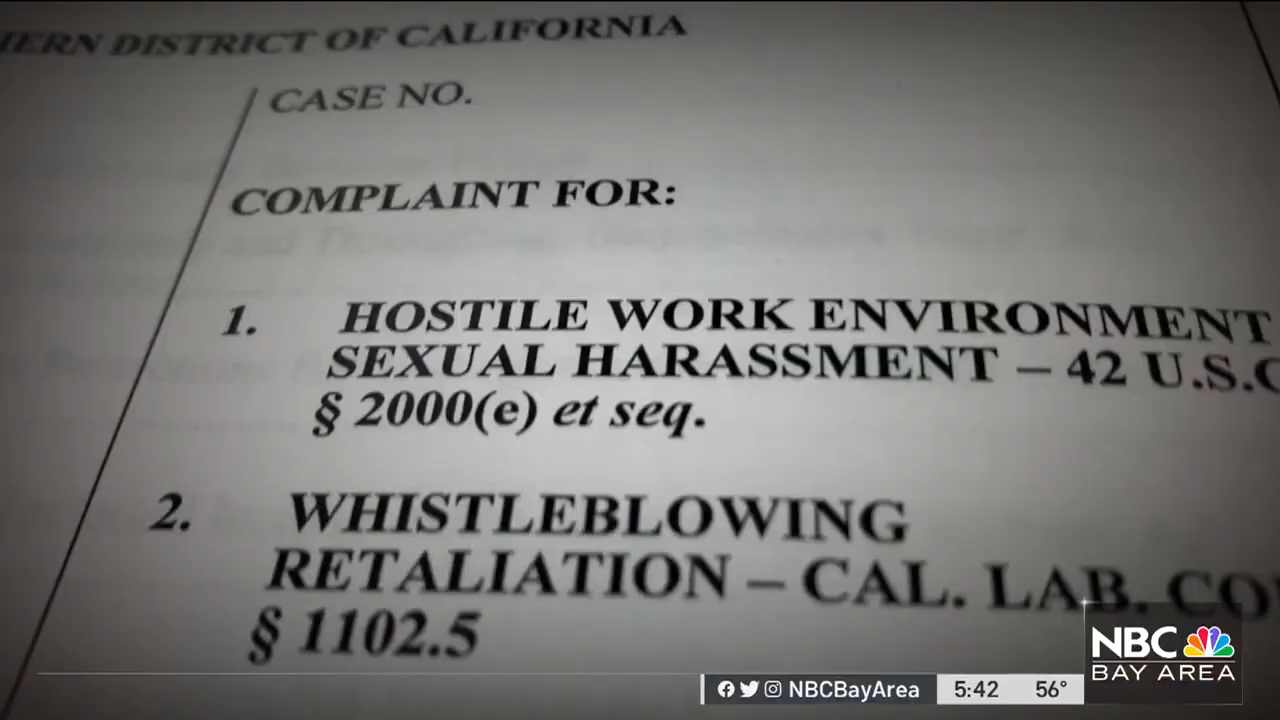 ERN DISTRICT OF CALIFORNIA
CASE NO.
COMPLAINT FOR:
1. HOSTILE WORK ENVIRONMENT
SEXUAL HARASSMENT – 42 U.S.C
§ 2000(e) et seq.
2. WHISTLEBLOWING
RETALIATION – CAL. LAB. CO
§ 1102.5
NBC
BAY AREA
NBCBayArea 5:42 56°